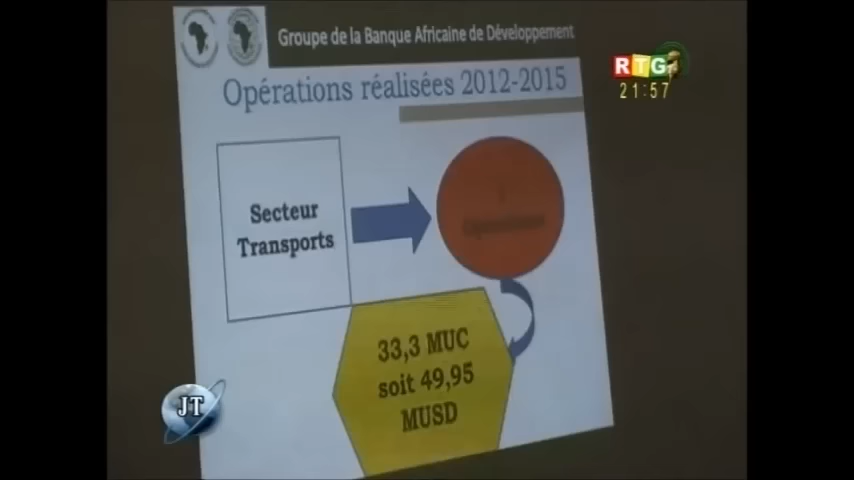 Groupe de la Banque Africaine de Développement
RTG
21:57
Opérations réalisées 2012-2015
Secteur
Transports
33,3 MUC
soit 49,95
MUSD
JT